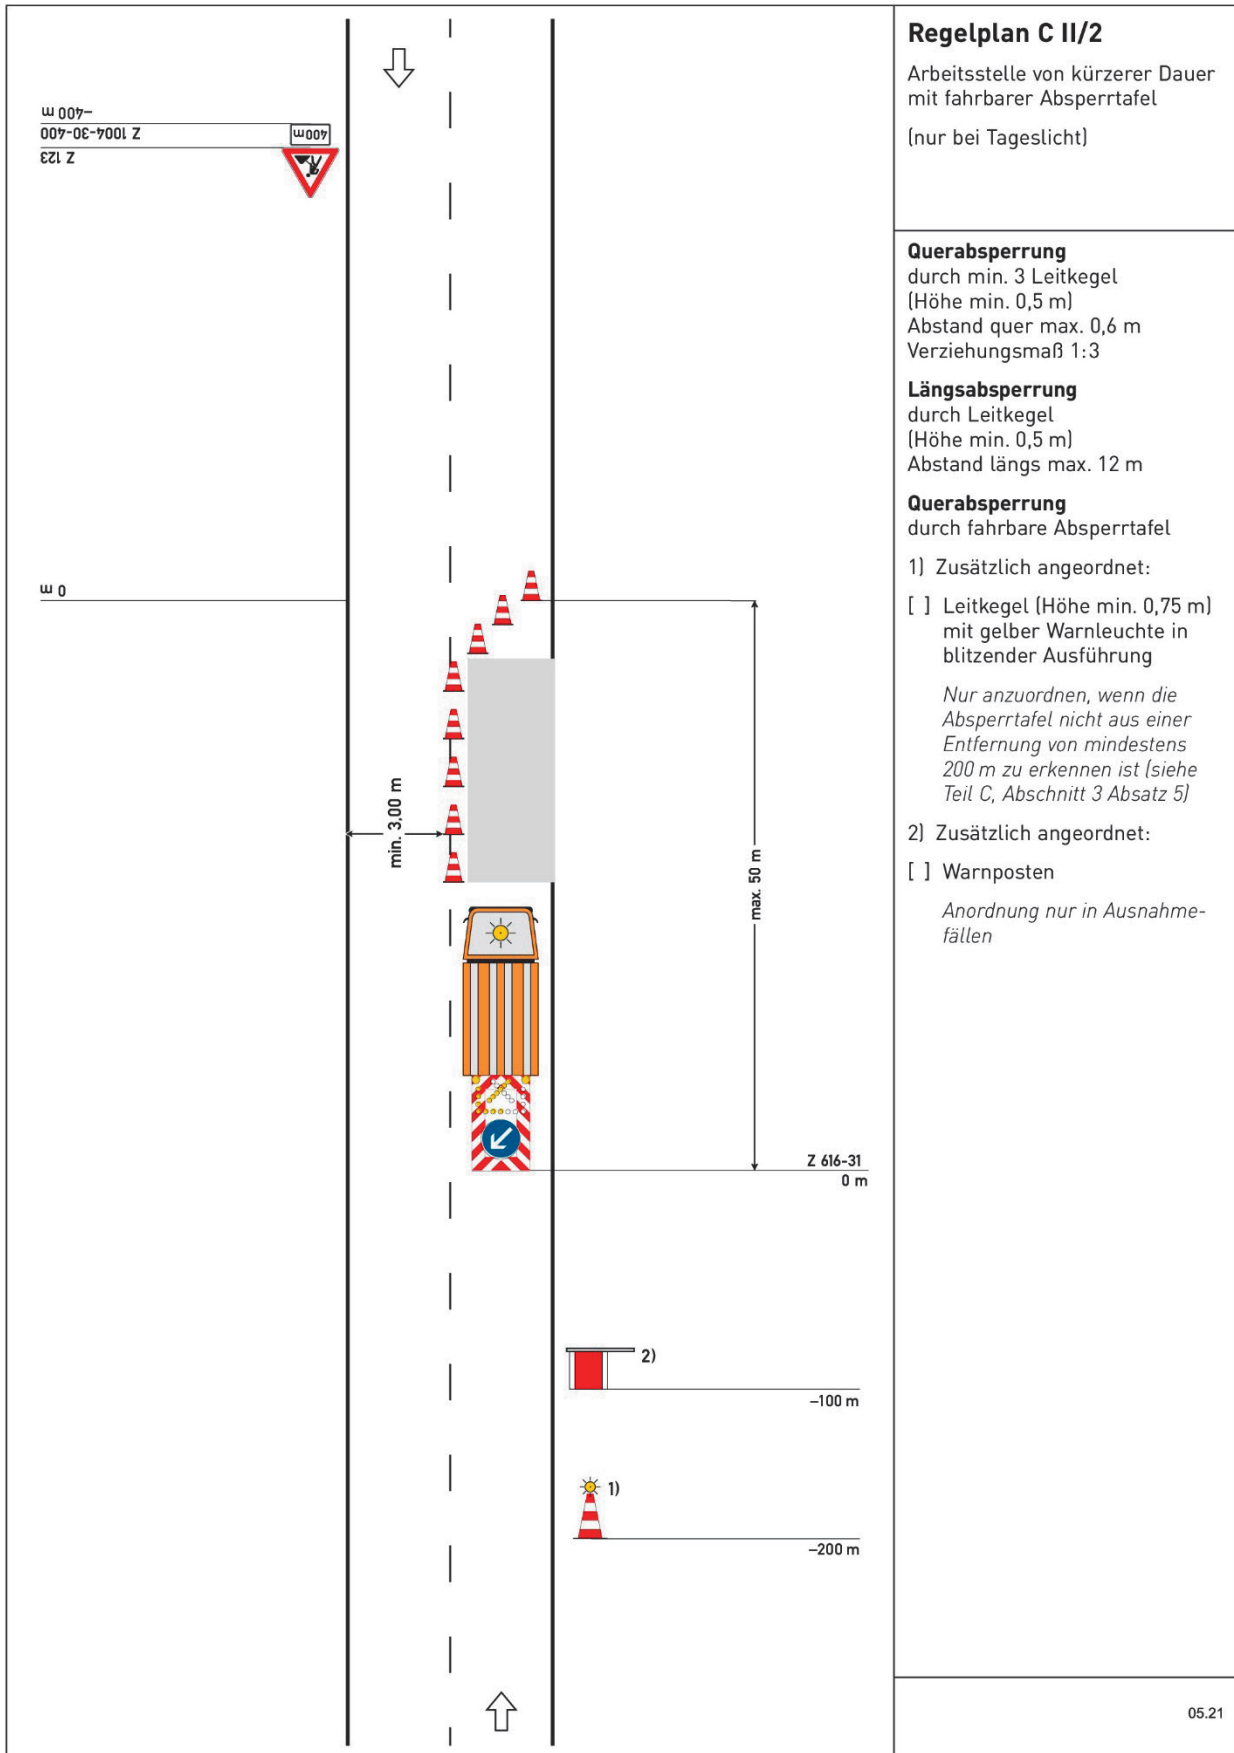 Regelplan C II/2
Arbeitsstelle von kürzerer Dauer
mit fahrbarer Absperrtafel
(nur bei Tageslicht)
Querabsperrung
durch min. 3 Leitkegel
(Höhe min. 0,5 m)
Abstand quer max. 0,6 m
Verziehungsmaß 1:3
Längsabsperrung
durch Leitkegel
(Höhe min. 0,5 m)
Abstand längs max. 12 m
Querabsperrung
durch fahrbare Absperrtafel
1) Zusätzlich angeordnet:
[ ] Leitkegel (Höhe min. 0,75 m)
mit gelber Warnleuchte in
blitzender Ausführung
Nur anzuordnen, wenn die
Absperrtafel nicht aus einer
Entfernung von mindestens
200 m zu erkennen ist (siehe
Teil C, Abschnitt 3 Absatz 5)
2) Zusätzlich angeordnet:
[ ] Warnposten
Anordnung nur in Ausnahme-
fällen
05.21
–400 m
Z 1004-30-400
Z 123
400m
0 m
min. 3,00 m
max. 50 m
Z 616-31
0 m
2)
–100 m
1)
–200 m